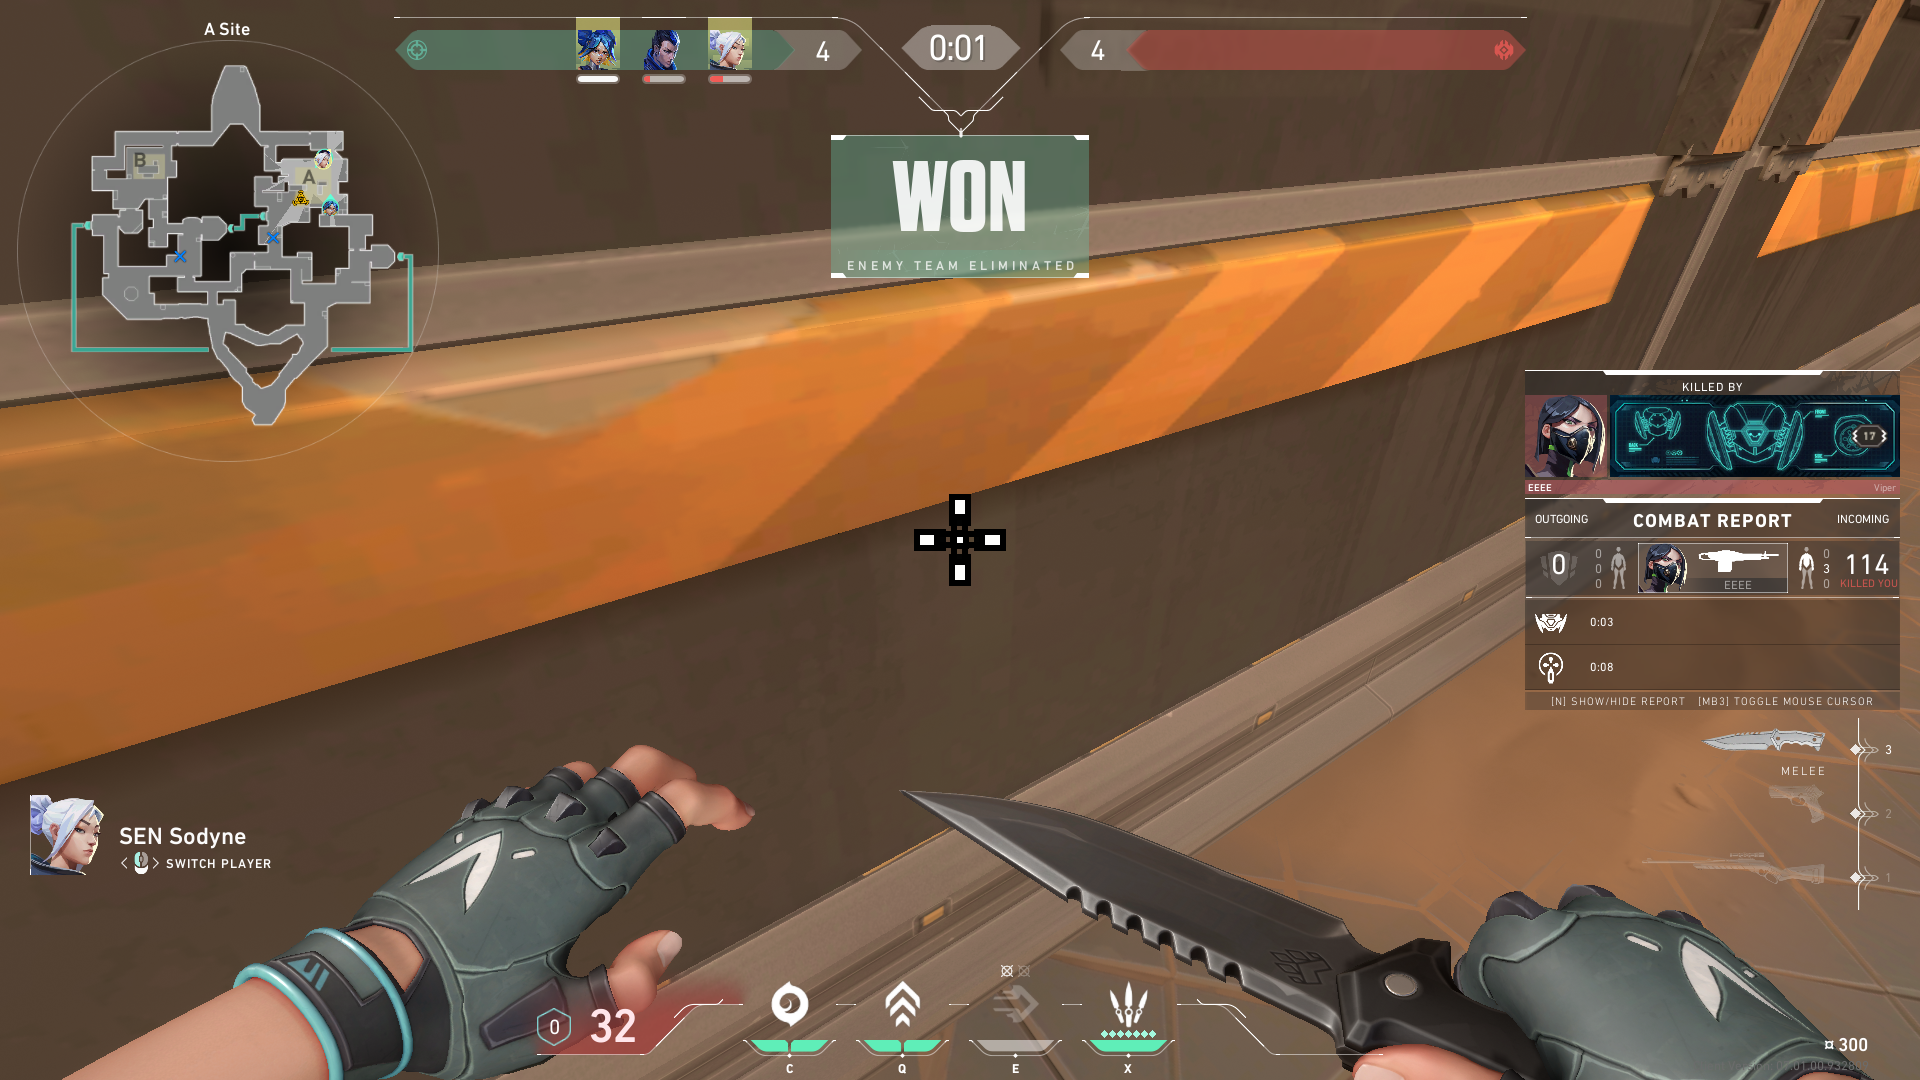 A Site
4
0:01
4
WON
ENEMY TEAM ELIMINATED
B
A
KILLED BY
17
EEEE
Viper
OUTGOING
COMBAT REPORT
INCOMING
0
0
0
0
EEEE
0
3
0
114
KILLED YOU
0:03
0:08
[N] SHOW/HIDE REPORT [MB3] TOGGLE MOUSE CURSOR
3
MELEE
2
1
SEN Sodyne
< > SWITCH PLAYER
0
32
C
Q
E
X
¤ 300